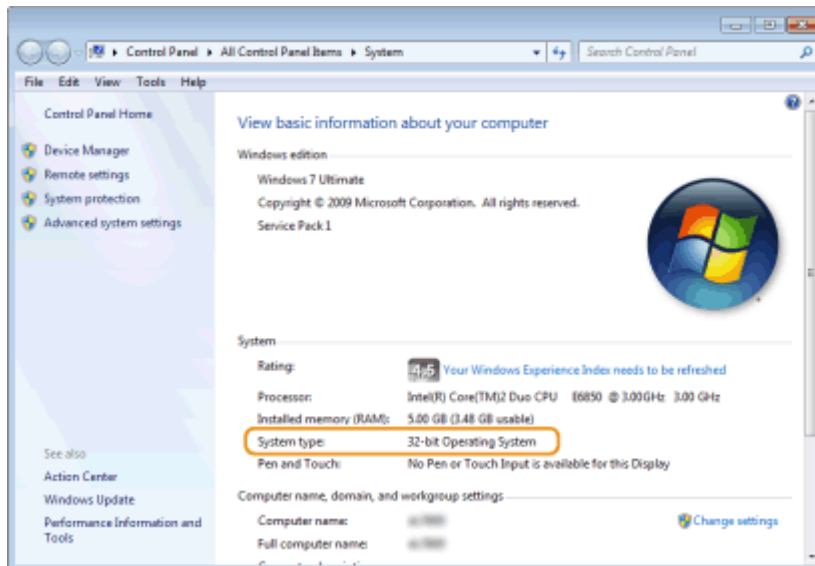 Control Panel ▸ All Control Panel Items ▸ System
Search Control Panel
File Edit View Tools Help
Control Panel Home
Device Manager
Remote settings
System protection
Advanced system settings
See also
Action Center
Windows Update
Performance Information and
Tools
View basic information about your computer
Windows edition
Windows 7 Ultimate
Copyright © 2009 Microsoft Corporation. All rights reserved.
Service Pack 1
System
Rating: 4,5 Your Windows Experience Index needs to be refreshed
Processor: Intel(R) Core(TM)2 Duo CPU E6850 @ 3.00GHz 3.00 GHz
Installed memory (RAM): 5.00 GB (3.48 GB usable)
System type: 32-bit Operating System
Pen and Touch: No Pen or Touch Input is available for this Display
Computer name, domain, and workgroup settings
Computer name:
Change settings
Full computer name: